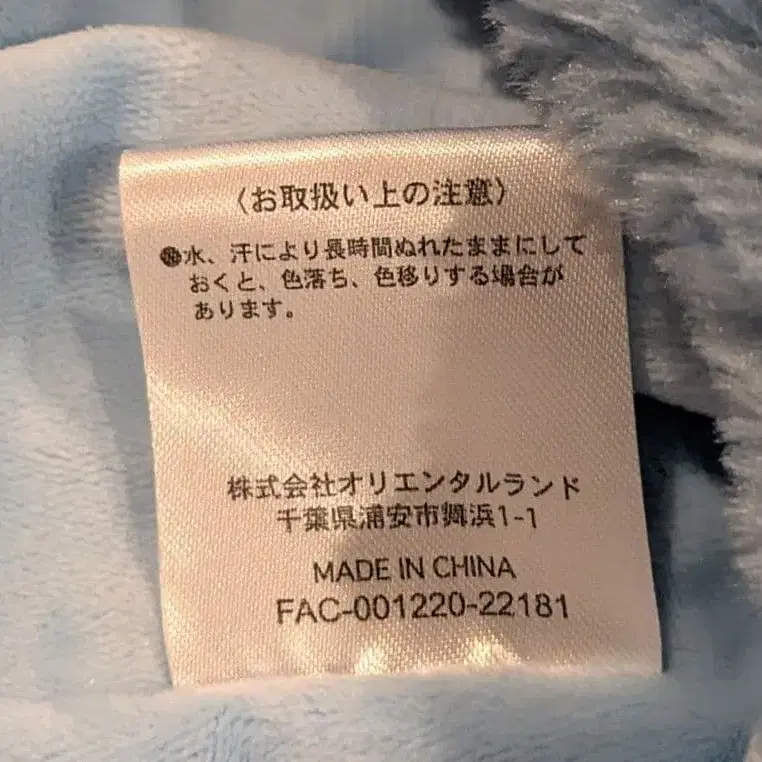 〈お取扱い上の注意〉
●水、汗により長時間ぬれたままにして
おくと、色落ち、色移りする場合が
あります。
株式会社オリエンタルランド
千葉県浦安市舞浜1-1
MADE IN CHINA
FAC-001220-22181